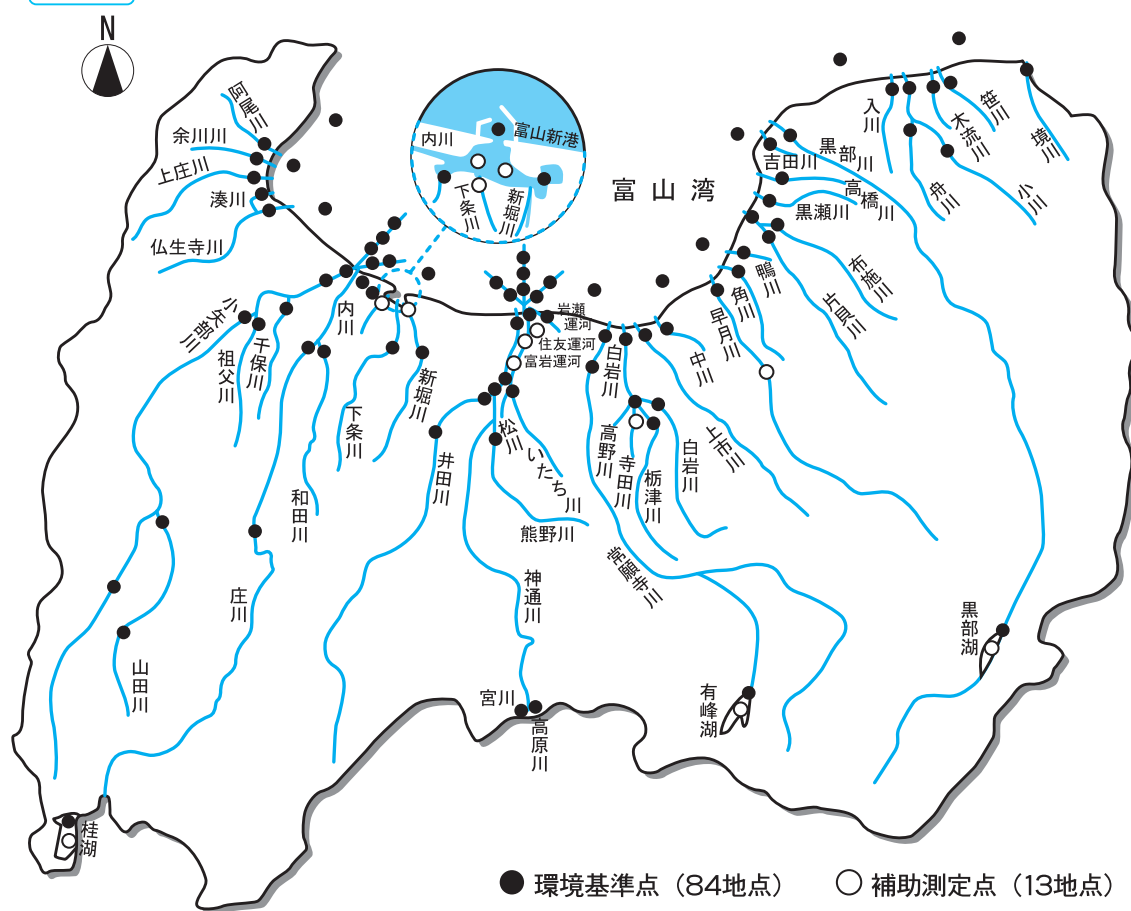 N
阿尾川
余川川
上庄川
湊川
仏生寺川
内川
富山新港
下条川
新堀川
富山湾
入川
笹川
木流川
境川
黒部川
吉田川
高橋川
黒瀬川
舟川
小川
布施川
片貝川
鴨川
角川
早月川
中川
上市川
白岩川
岩瀬運河
住友運河
富岩運河
小矢部川
祖父川
千保川
内川
下条川
新堀川
和田川
庄川
山田川
井田川
松川
いたち川
熊野川
神通川
高野川
寺田川
栃津川
白岩川
常願寺川
宮川
高原川
有峰湖
黒部湖
桂湖
環境基準点(84地点)
補助測定点(13地点)